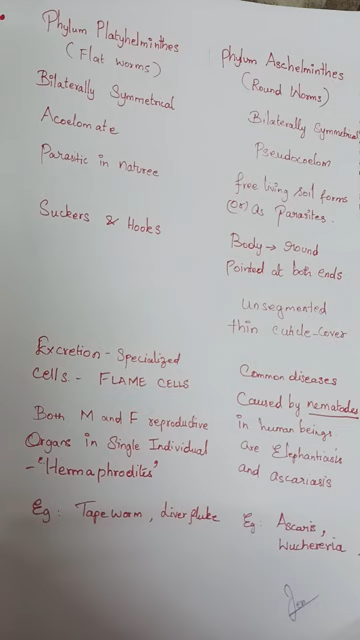 Phylum Platyhelminthes
(Flat worms)
Bilaterally Symmetrical
Acoelomate
Parasitic in naturee
Suckers & Hooks
Excretion - Specialized
cells - FLAME CELLS
Both M and F reproductive
Organs in Single Individual
- "Hermaphrodites"
Eg: Tape worm, Liverfluke
Phylum Aschelminthes
(Round Worms)
Bilaterally Symmetrical
Pseudocoelom
free living soil forms
(or) As Pararites.
Body → round
Pointed at both ends
Unsegmented
thin cuticle-cover
Common diseases
Caused by nematodes
in human beings
are Elephantiasis
and ascariasis
Eg: Ascaris,
Wuchereria